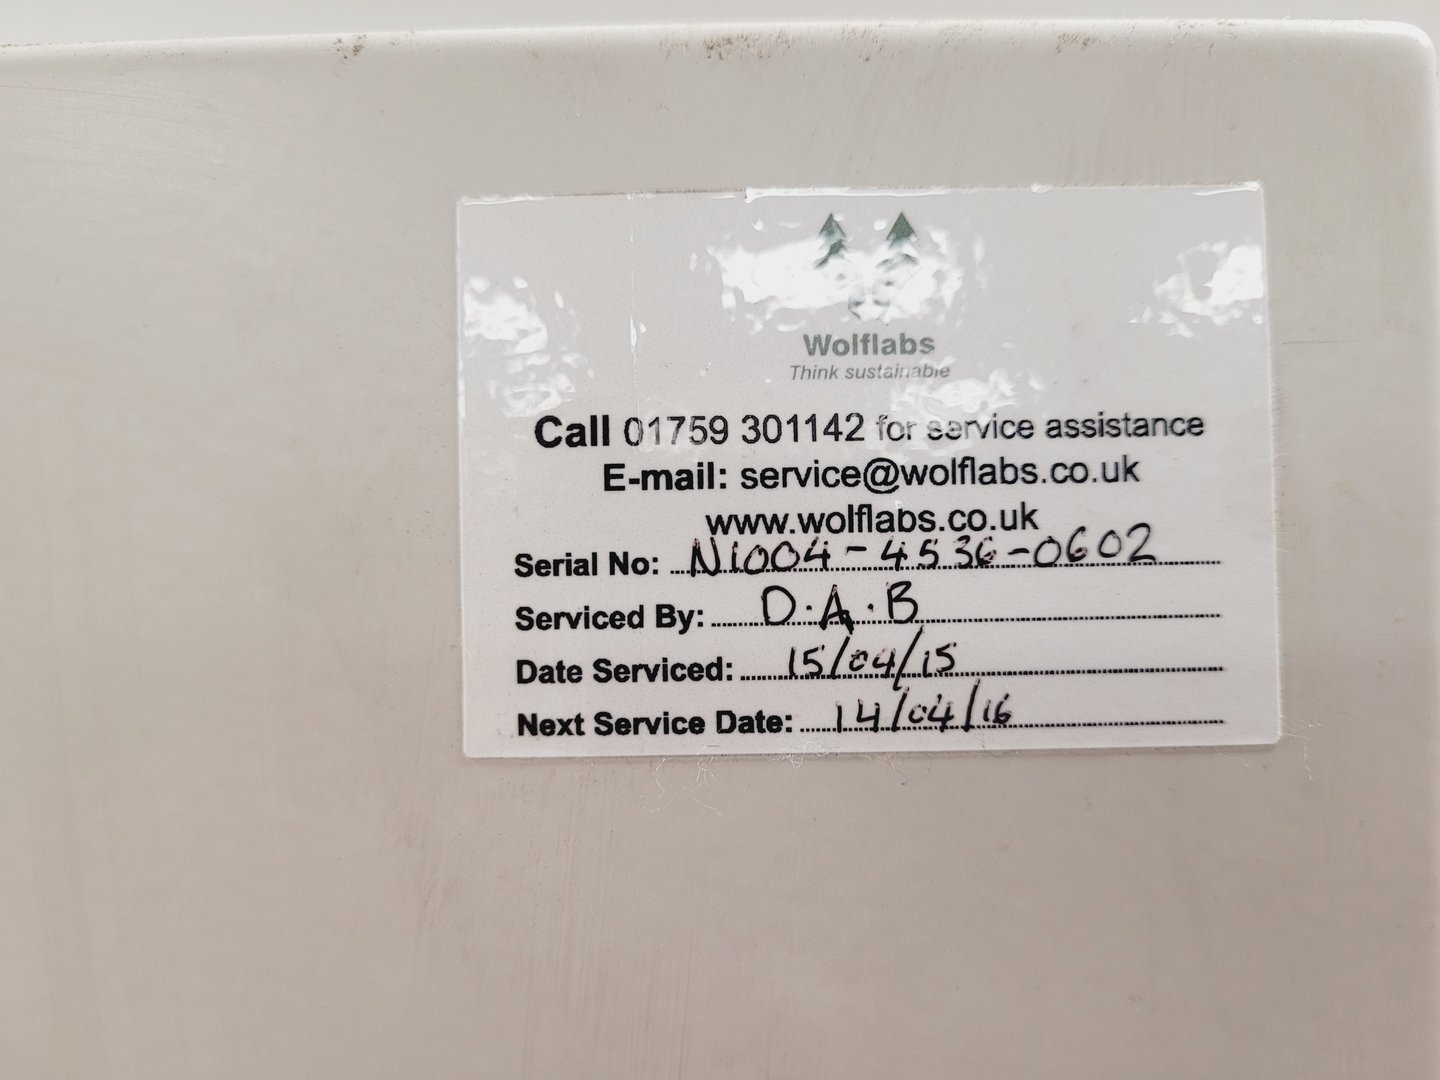 Wolflabs
Think sustainable
Call 01759 301142 for service assistance
E-mail: service@wolflabs.co.uk
www.wolflabs.co.uk
Serial No: N1004-4536-0602
Serviced By: D.A.B
Date Serviced: 15/04/15
Next Service Date: 14/04/16